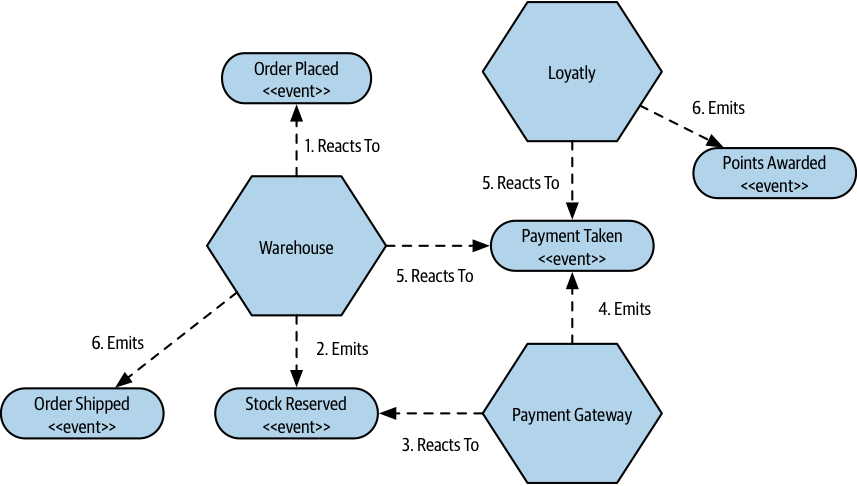 Order Placed
<<event>>
Loyatly
6. Emits
1. Reacts To
Points Awarded
<<event>>
5. Reacts To
Payment Taken
<<event>>
Warehouse
5. Reacts To
4. Emits
6. Emits
2. Emits
Order Shipped
<<event>>
Stock Reserved
<<event>>
Payment Gateway
3. Reacts To